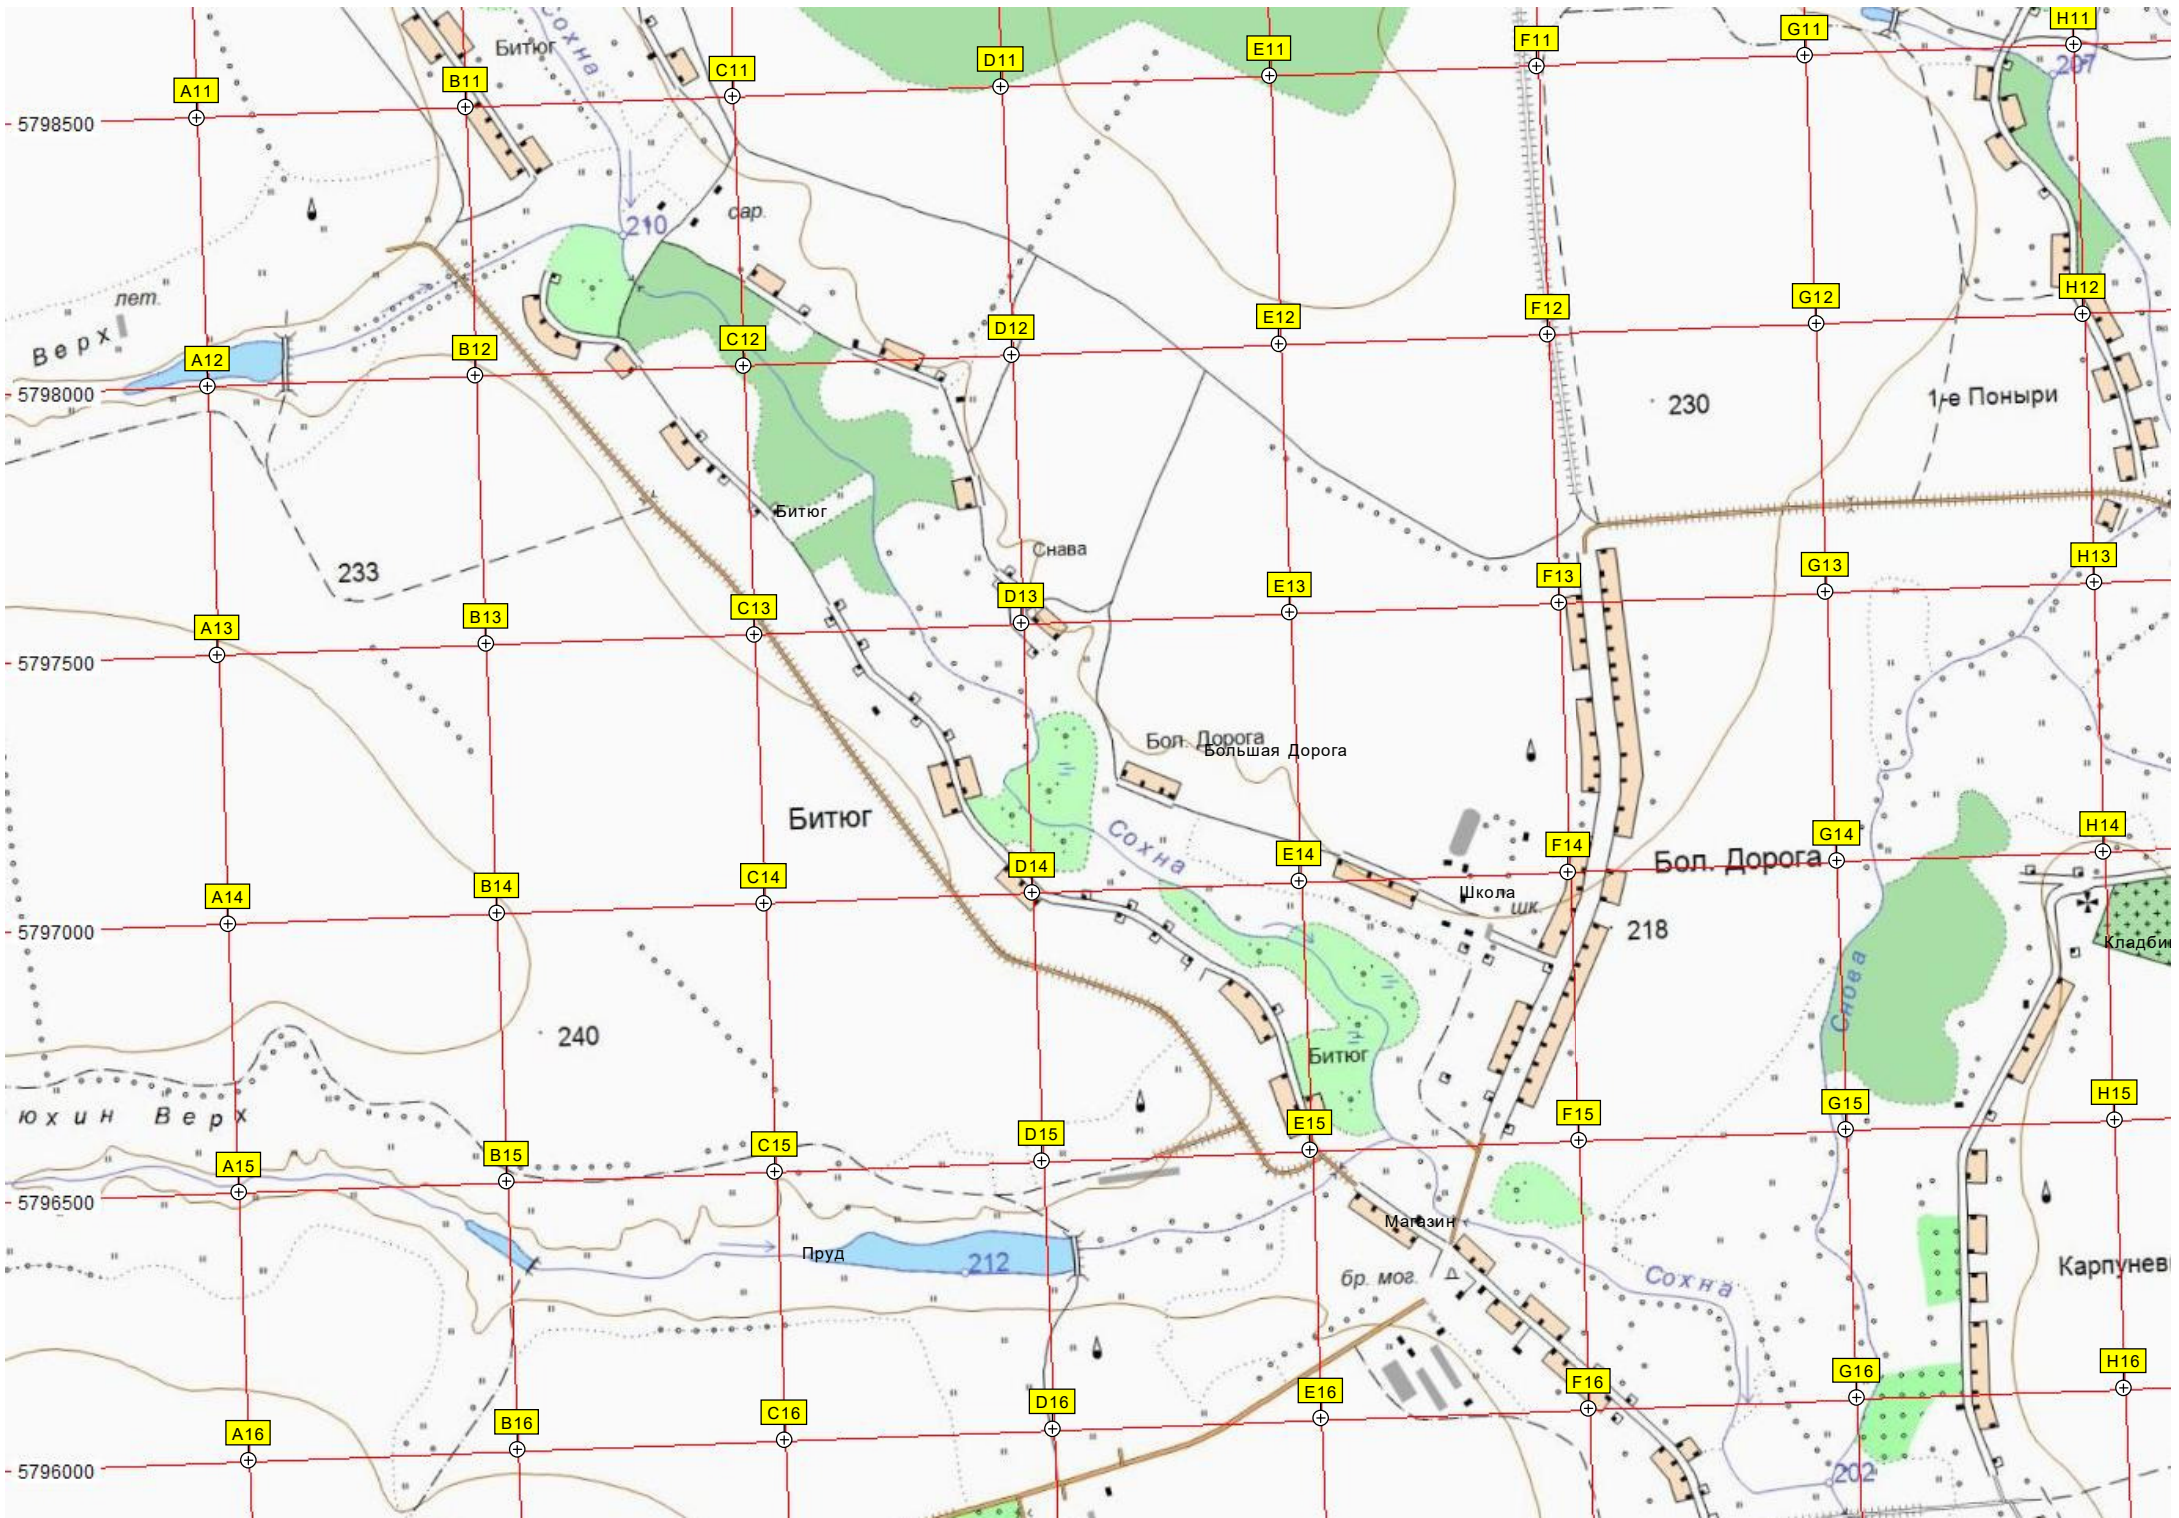 H11
G11
F11
Битюг
Сохна
E11
D11
C11
207
B11
A11
5798500
сар.
210
лет.
H12
G12
F12
E12
D12
C12
B12
A12
Верх
5798000
230
1-е Поныри
Битюг
Снава
233
H13
G13
F13
E13
D13
C13
B13
A13
5797500
Бол. Дорога
Большая Дорога
Битюг
Сохна
H14
G14
F14
E14
D14
C14
B14
A14
Бол. Дорога
Школа
шк.
218
5797000
Кладби
Снова
240
Битюг
юхин Верх
H15
G15
F15
E15
D15
C15
B15
A15
5796500
Магазин
Пруд
212
бр. мог.
Сохна
Карпунев
H16
G16
F16
E16
D16
C16
B16
A16
5796000
202